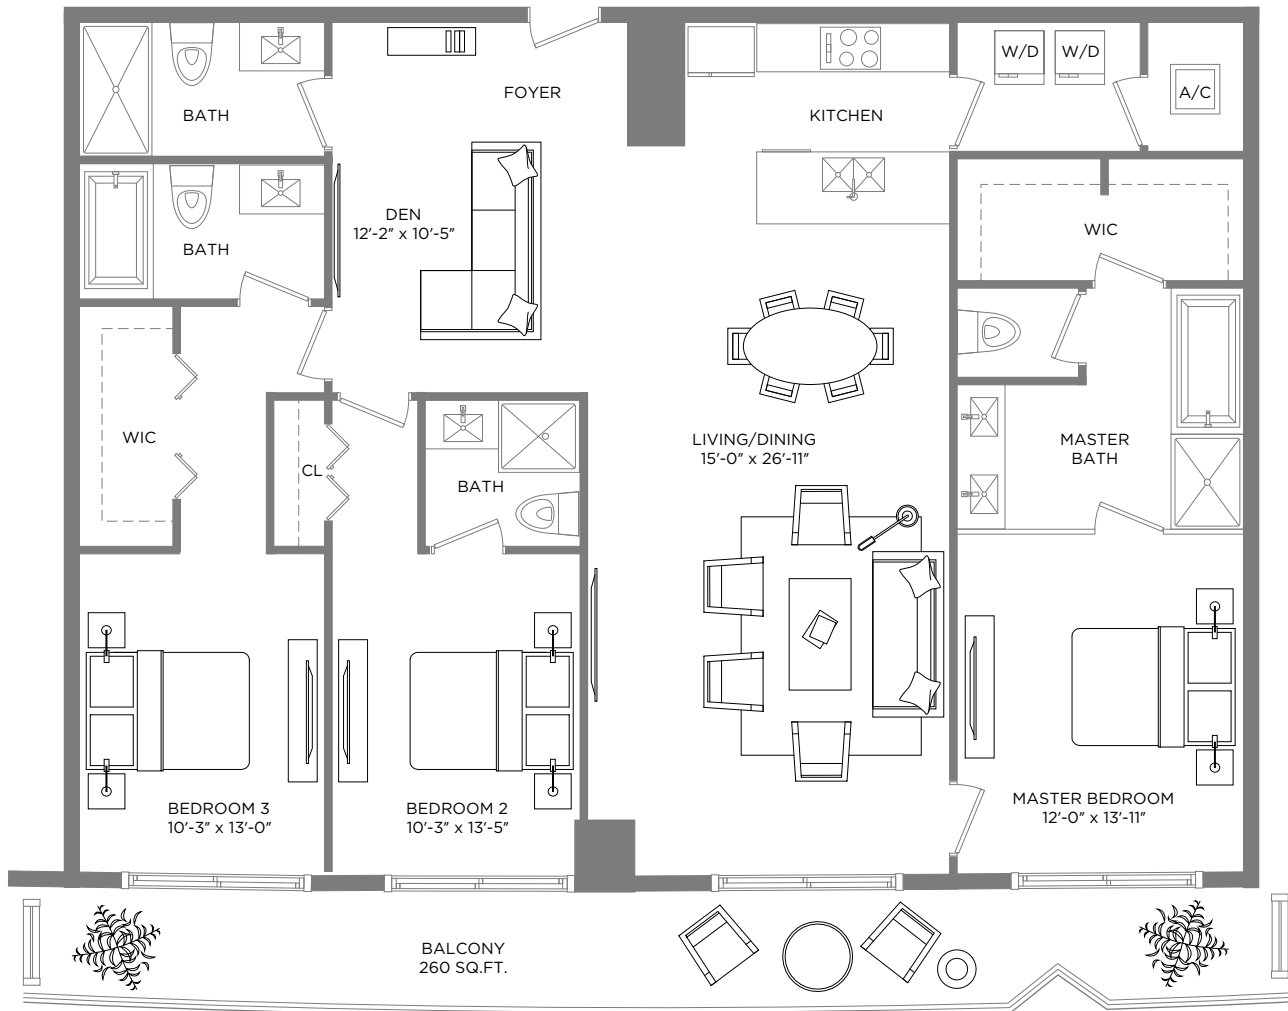 W/D
W/D
A/C
FOYER
KITCHEN
BATH
DEN
12'-2" x 10'-5"
BATH
WIC
WIC
CL
BATH
LIVING/DINING
15'-0" x 26'-11"
MASTER
BATH
BEDROOM 3
10'-3" x 13'-0"
BEDROOM 2
10'-3" x 13'-5"
MASTER BEDROOM
12'-0" x 13'-11"
BALCONY
260 SQ.FT.